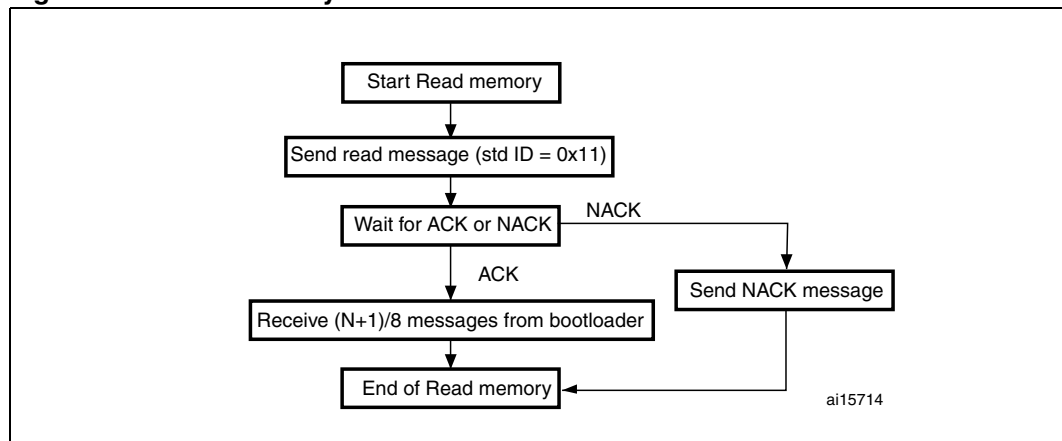 Start Read memory
Send read message (std ID = 0x11)
Wait for ACK or NACK
NACK
ACK
Send NACK message
Receive (N+1)/8 messages from bootloader
End of Read memory
ai15714